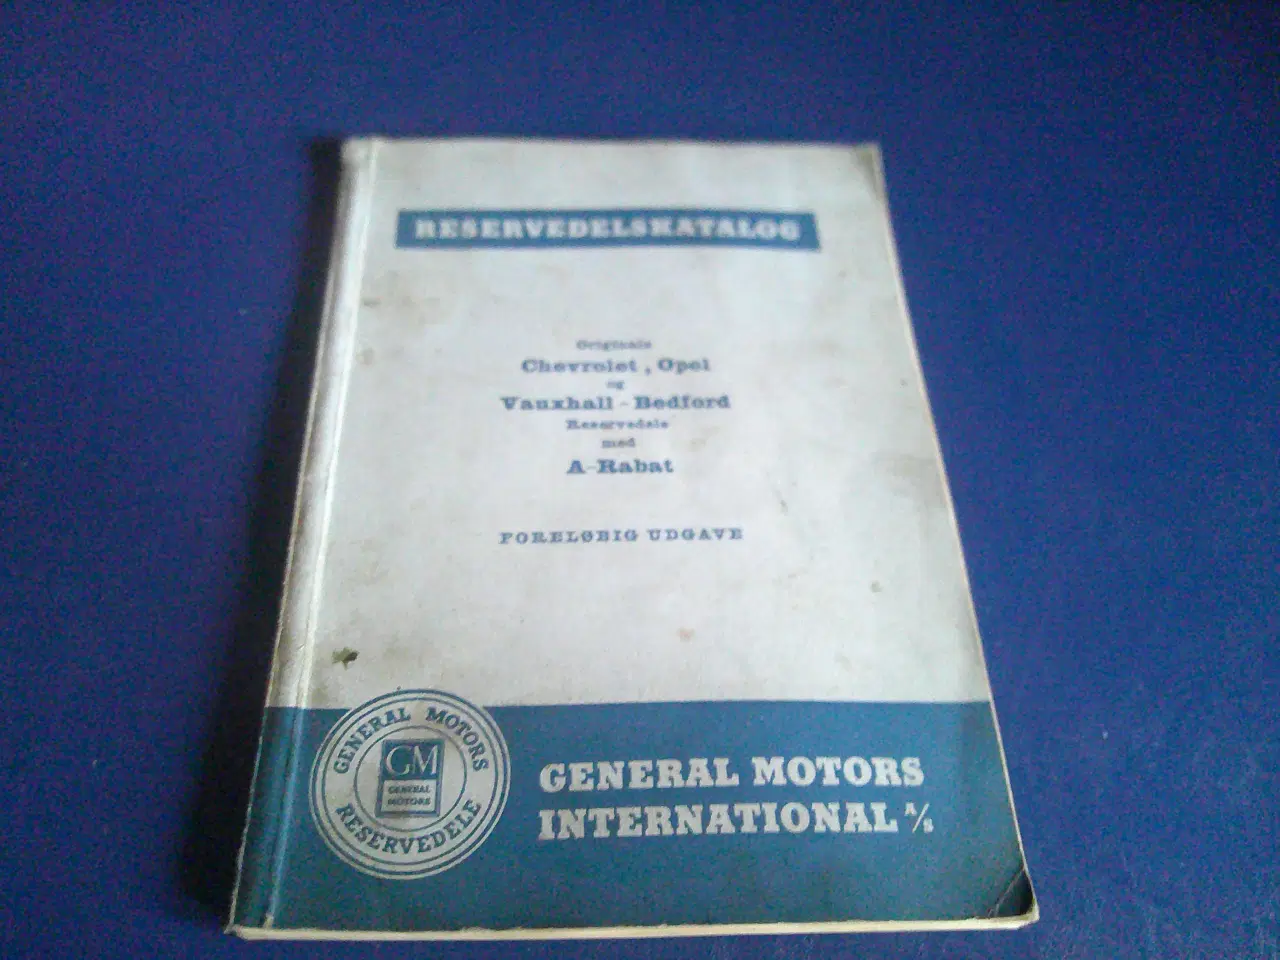 RESERVEDELSKATALOG
Originale
Chevrolet, Opel
og
Vauxhall - Bedford
Reservedele
med
A-Rabat
FORELØBIG UDGAVE
GENERAL MOTORS
GM
GENERAL
MOTORS
RESERVEDELE
GENERAL MOTORS
INTERNATIONAL A/S